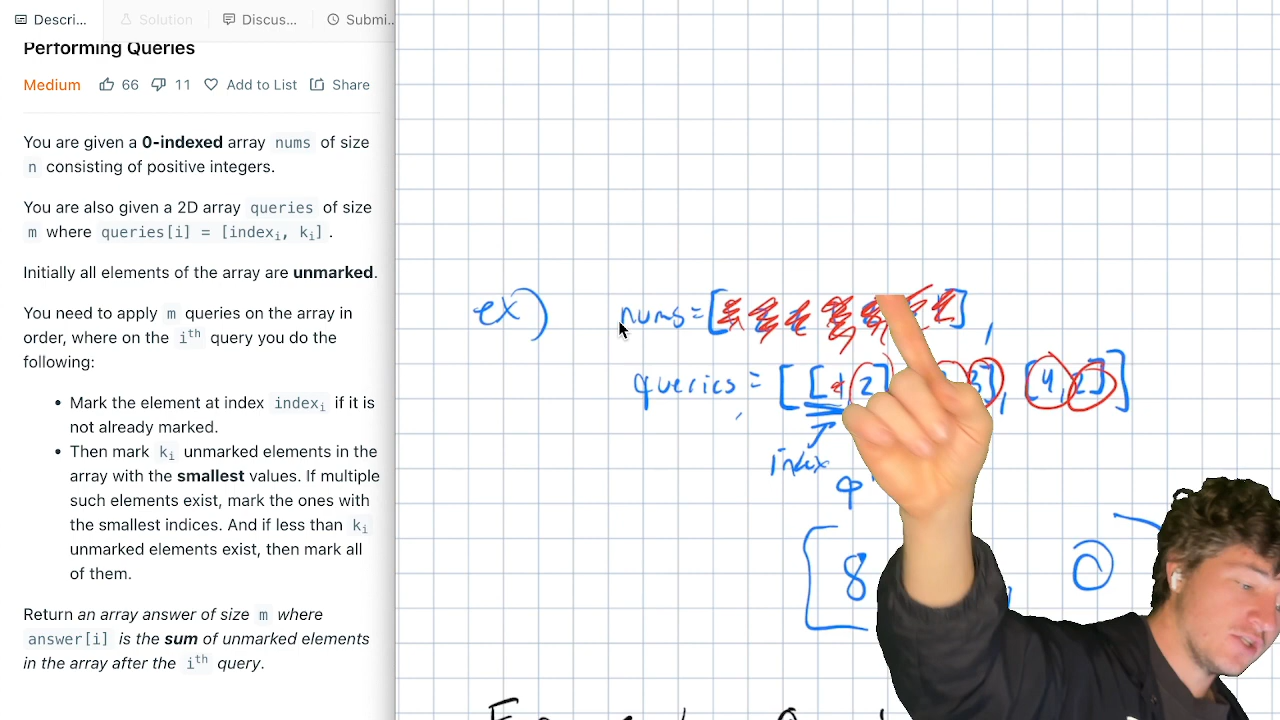 Descri...
Solution
Discus...
Submi...
Performing Queries
Medium 66 11 Add to List Share
You are given a 0-indexed array nums of size
n consisting of positive integers.
You are also given a 2D array queries of size
m where queries[i] = [indexi, ki].
Initially all elements of the array are unmarked.
You need to apply m queries on the array in
order, where on the ith query you do the
following:
• Mark the element at index indexi if it is
not already marked.
• Then mark ki unmarked elements in the
array with the smallest values. If multiple
such elements exist, mark the ones with
the smallest indices. And if less than ki
unmarked elements exist, then mark all
of them.
Return an array answer of size m where
answer[i] is the sum of unmarked elements
in the array after the ith query.
ex) nums=[ ],
queries = [[1,2] 3], [4,2]]
index
[8 , 0